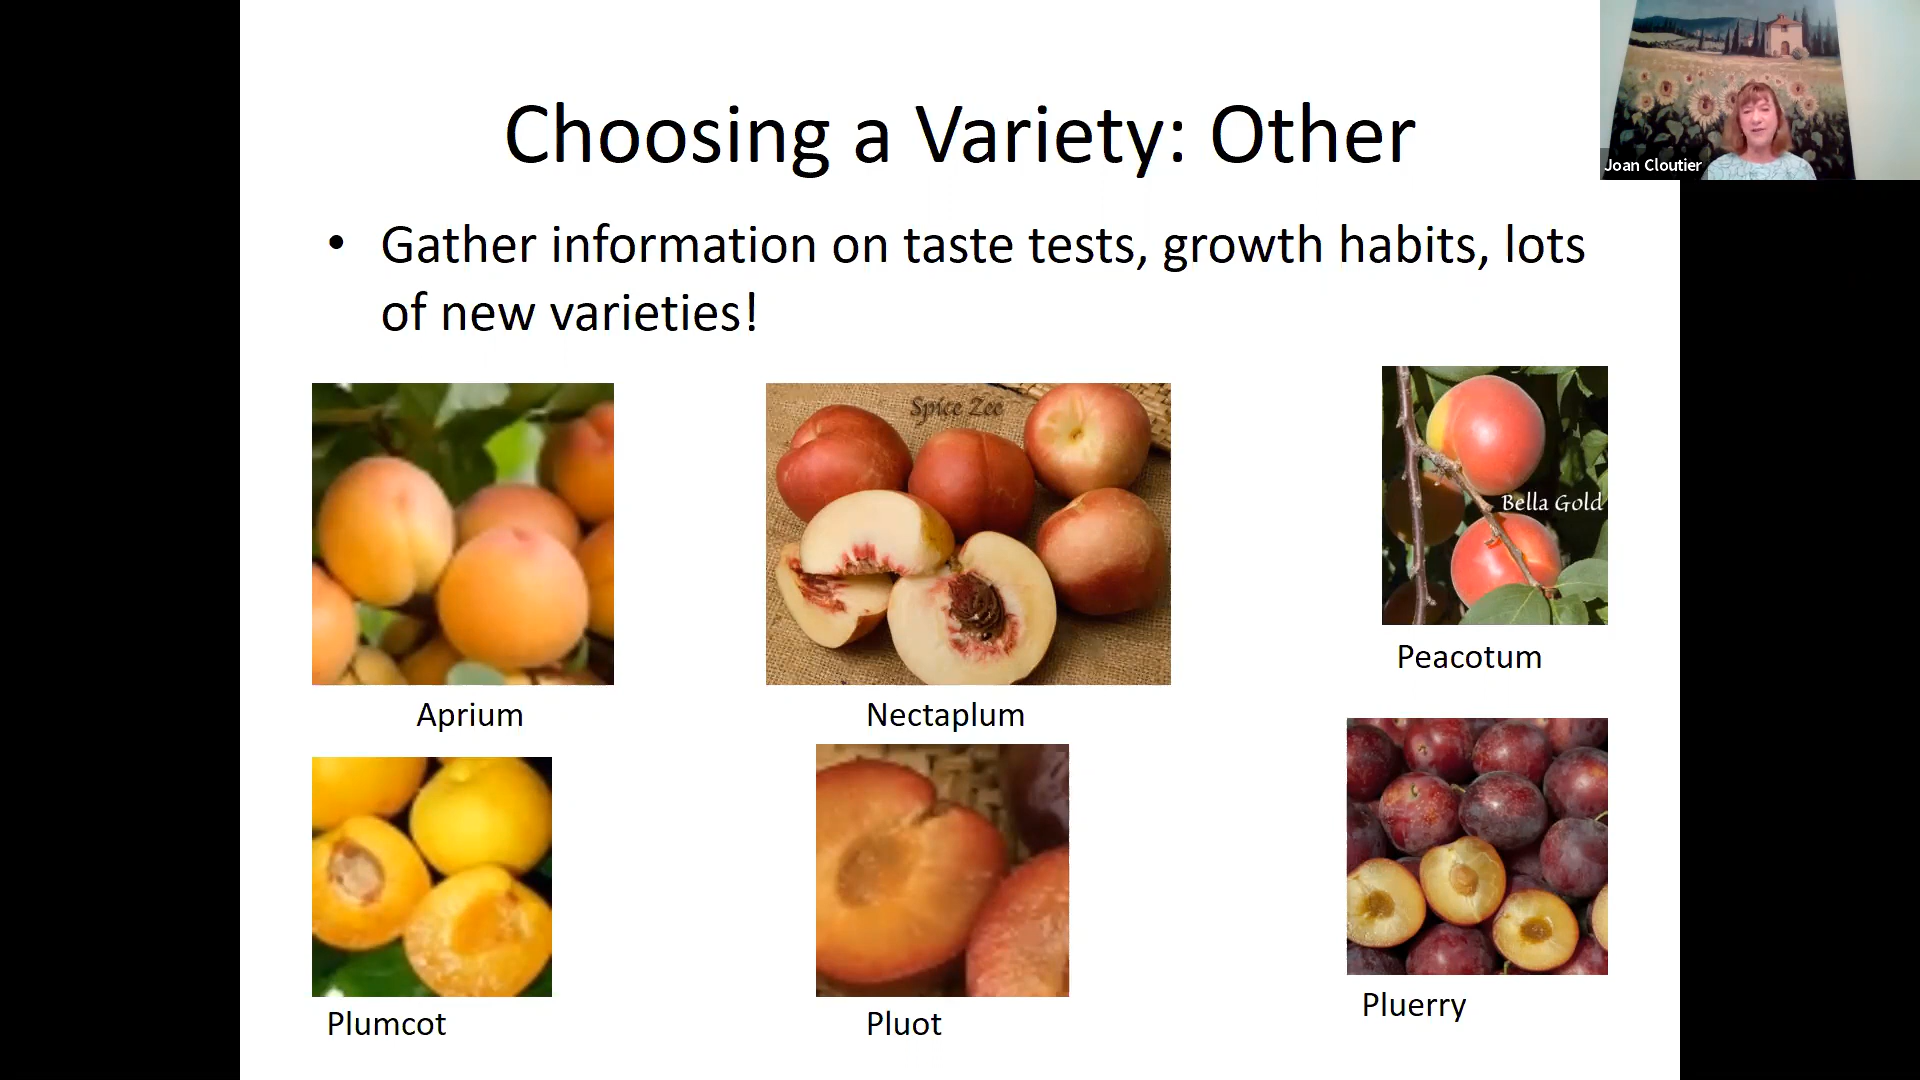 Choosing a Variety: Other
Joan Cloutier
• Gather information on taste tests, growth habits, lots
of new varieties!
Spice Zee
Bella Gold
Peacotum
Aprium
Nectaplum
Plumcot
Pluot
Pluerry